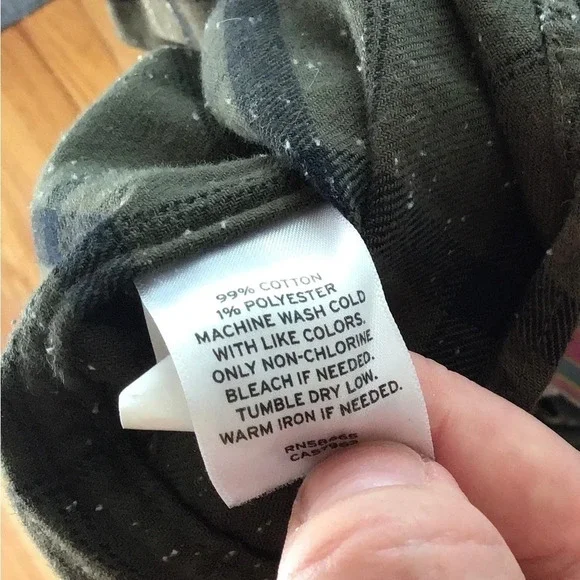 99% COTTON
1% POLYESTER
MACHINE WASH COLD
WITH LIKE COLORS.
ONLY NON-CHLORINE
BLEACH IF NEEDED.
TUMBLE DRY LOW.
WARM IRON IF NEEDED.